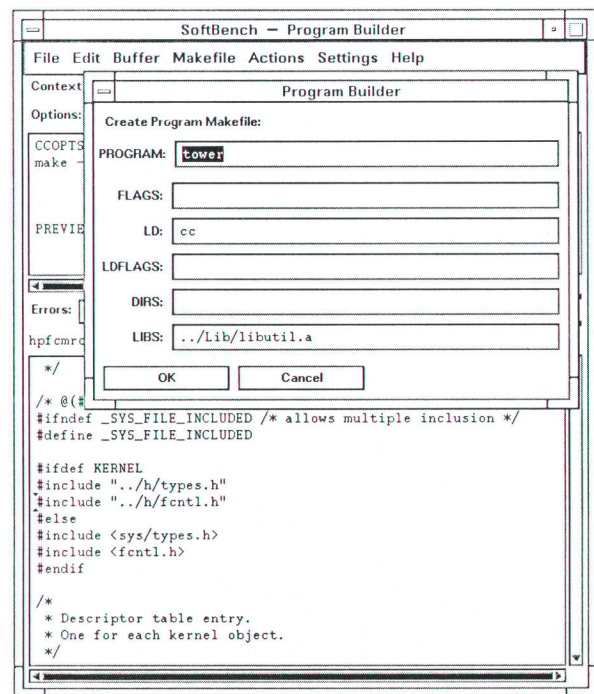 SoftBench — Program Builder
File Edit Buffer Makefile Actions Settings Help
Context
Program Builder
Options:
Create Program Makefile:
CCOPTS
make -
PROGRAM: tower
FLAGS:
PREVIE
LD: cc
LDFLAGS:
DIRS:
Errors:
LIBS: ../Lib/libutil.a
hpfcmrc
*/
OK Cancel
/* @(#
#ifndef _SYS_FILE_INCLUDED /* allows multiple inclusion */
#define _SYS_FILE_INCLUDED
#ifdef KERNEL
#include "../h/types.h"
#include "../h/fcntl.h"
#else
#include <sys/types.h>
#include <fcntl.h>
#endif
/*
* Descriptor table entry.
* One for each kernel object.
*/